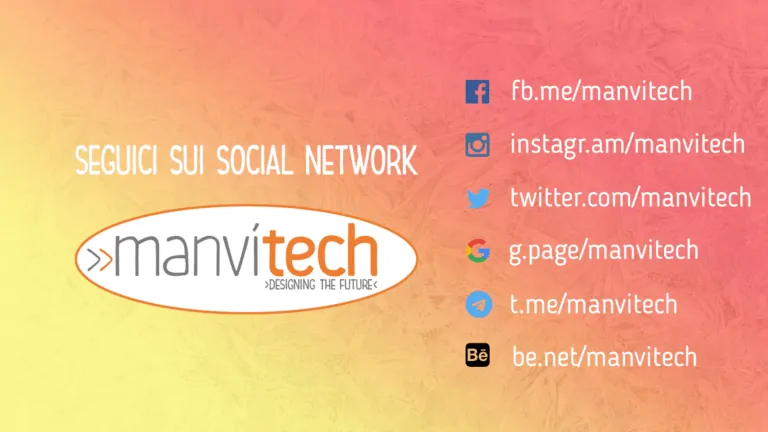 SEGUICI SUI SOCIAL NETWORK
>>manvitech
>DESIGNING THE FUTURE<
fb.me/manvitech
instagr.am/manvitech
twitter.com/manvitech
g.page/manvitech
t.me/manvitech
Bē be.net/manvitech